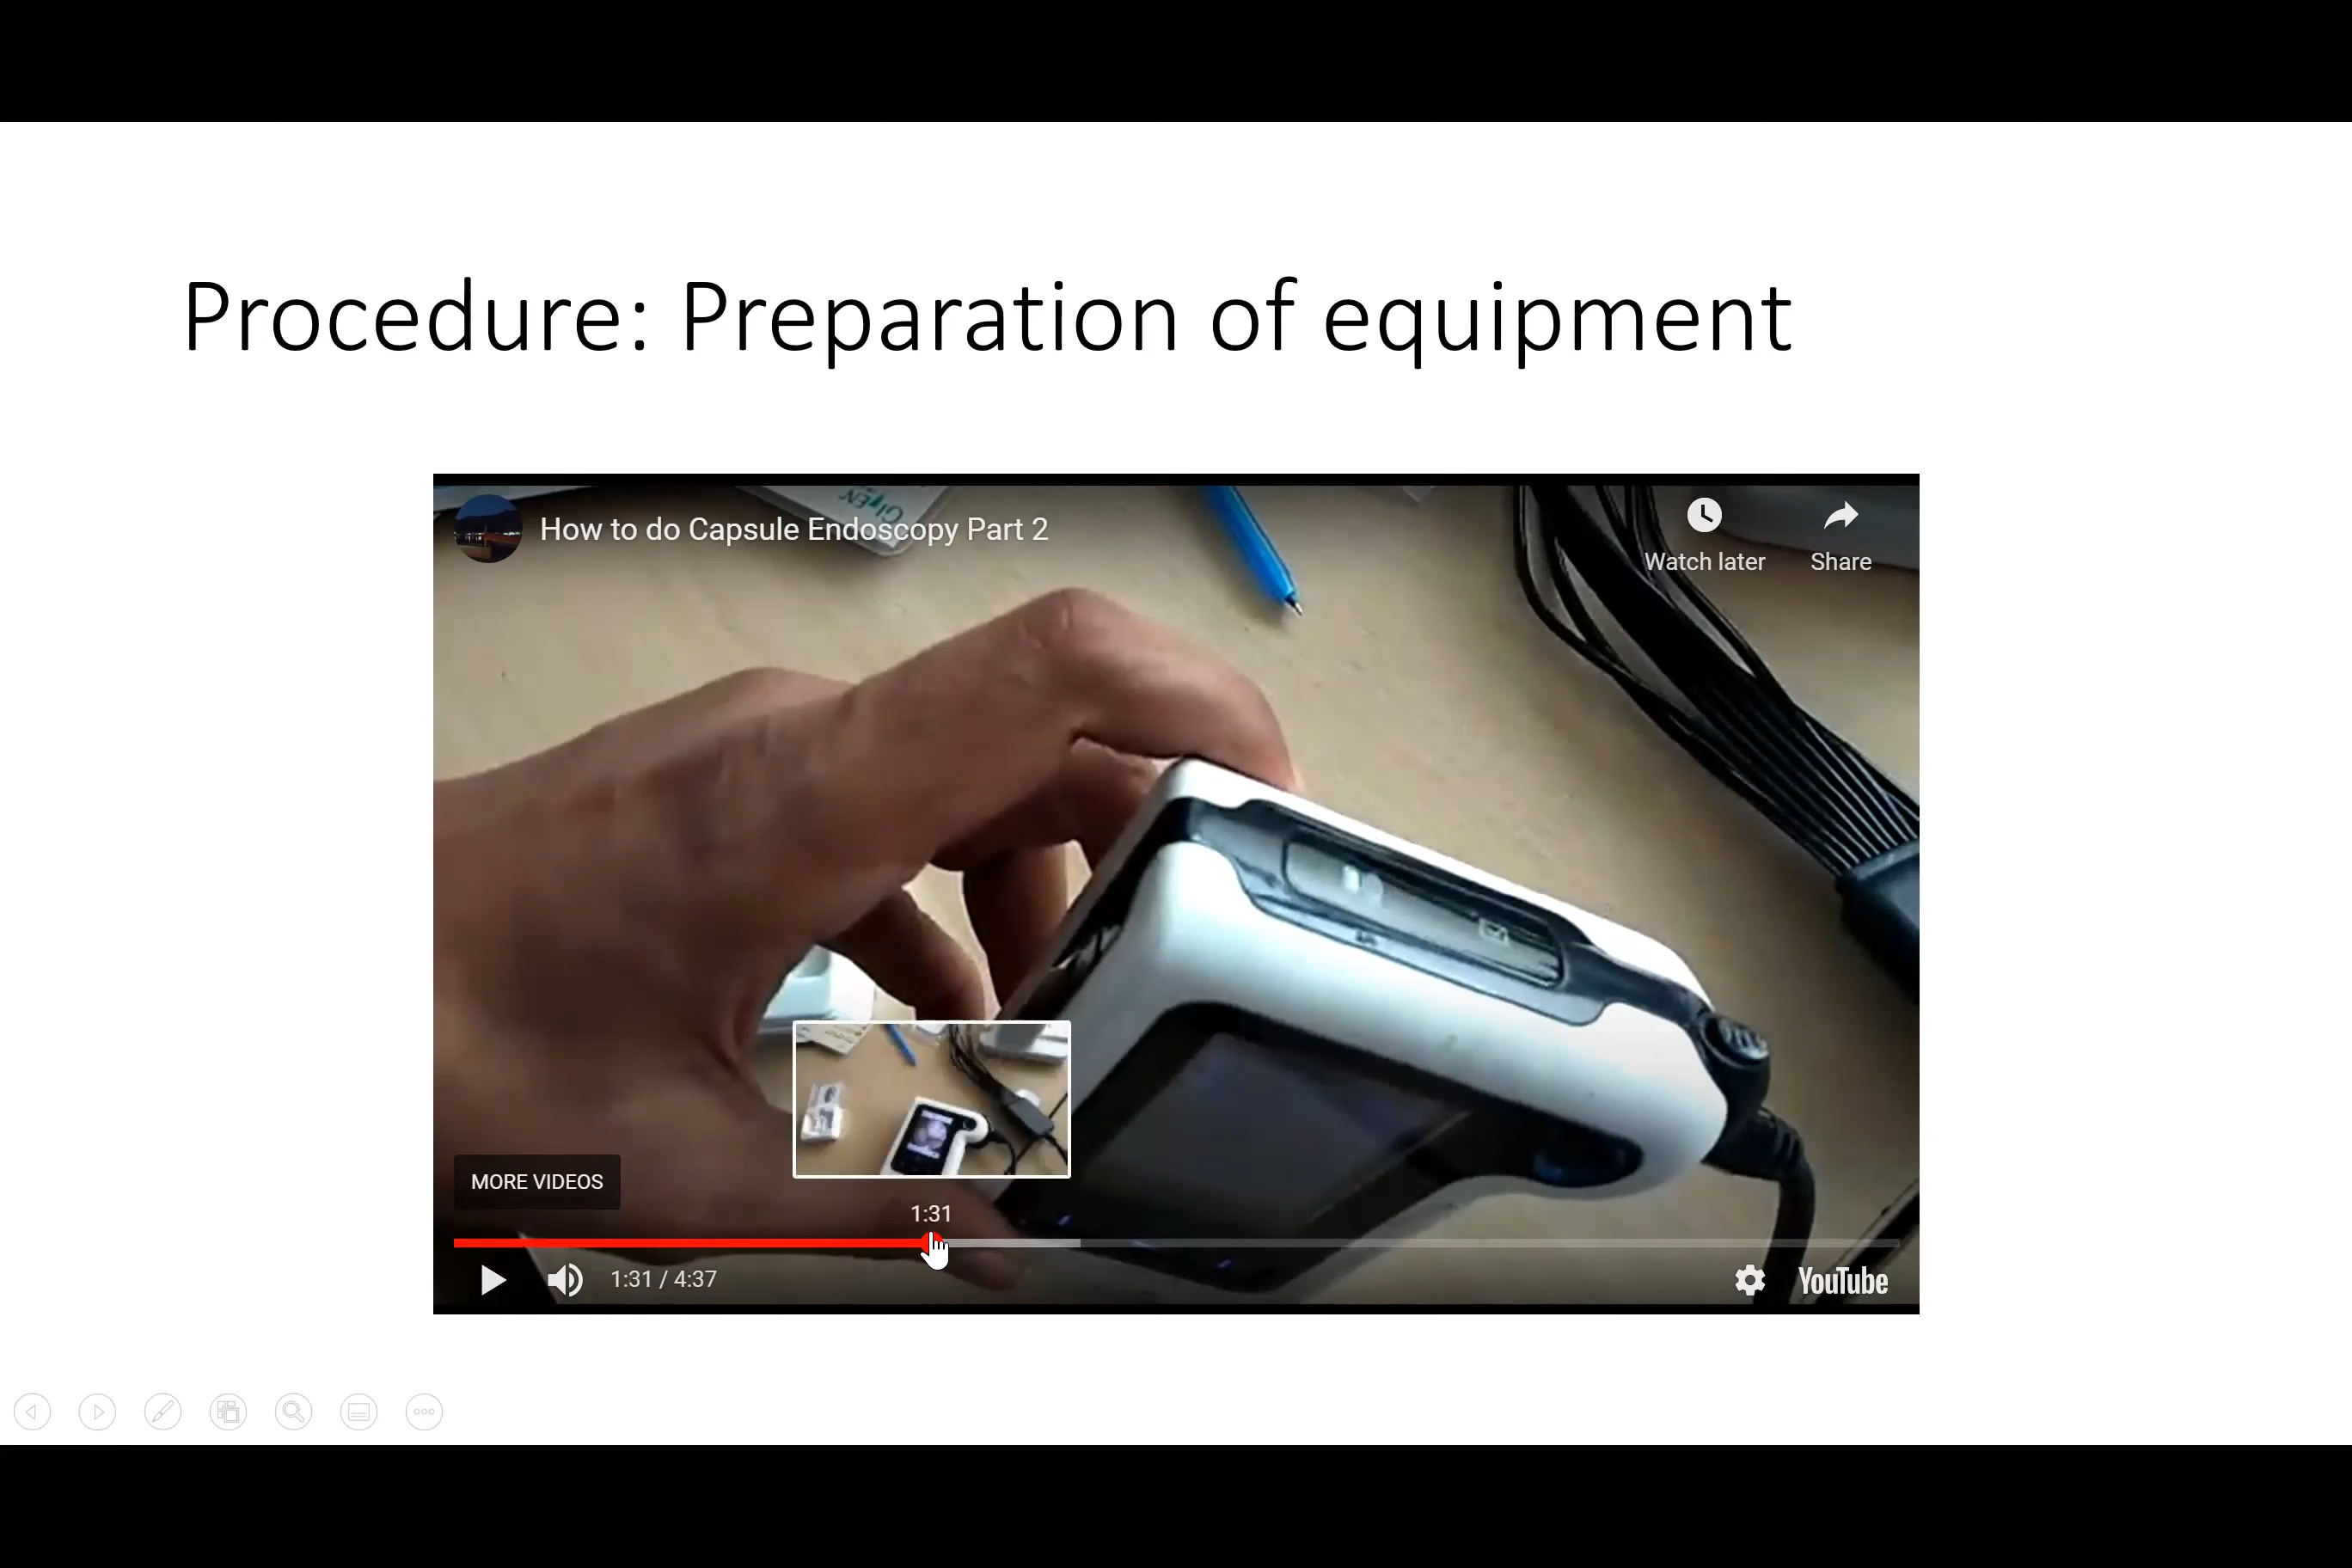 Procedure: Preparation of equipment
GIVEN
How to do Capsule Endoscopy Part 2
Watch later
Share
MORE VIDEOS
1:31
1:31 / 4:37
YouTube